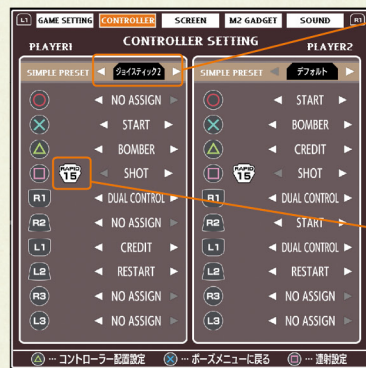 L1 GAME SETTING CONTROLLER SCREEN M2 GADGET SOUND R1
CONTROLLER SETTING
PLAYER1 PLAYER2
SIMPLE PRESET ◀ ジョイスティック2 ▶ SIMPLE PRESET ◀ デフォルト ▶
◀ NO ASSIGN ▶ ◀ START ▶
◀ START ▶ ◀ BOMBER ▶
◀ BOMBER ▶ ◀ CREDIT ▶
RAPID 15 ◀ SHOT ▶ RAPID 15 ◀ SHOT ▶
R1 ◀ DUAL CONTROL ▶ R1 ◀ DUAL CONTROL ▶
R2 ◀ NO ASSIGN ▶ R2 ◀ START ▶
L1 ◀ CREDIT ▶ L1 ◀ DUAL CONTROL ▶
L2 ◀ RESTART ▶ L2 ◀ RESTART ▶
R3 ◀ NO ASSIGN ▶ R3 ◀ NO ASSIGN ▶
L3 ◀ NO ASSIGN ▶ L3 ◀ NO ASSIGN ▶
… コントローラー配置設定 … ポーズメニューに戻る … 連射設定